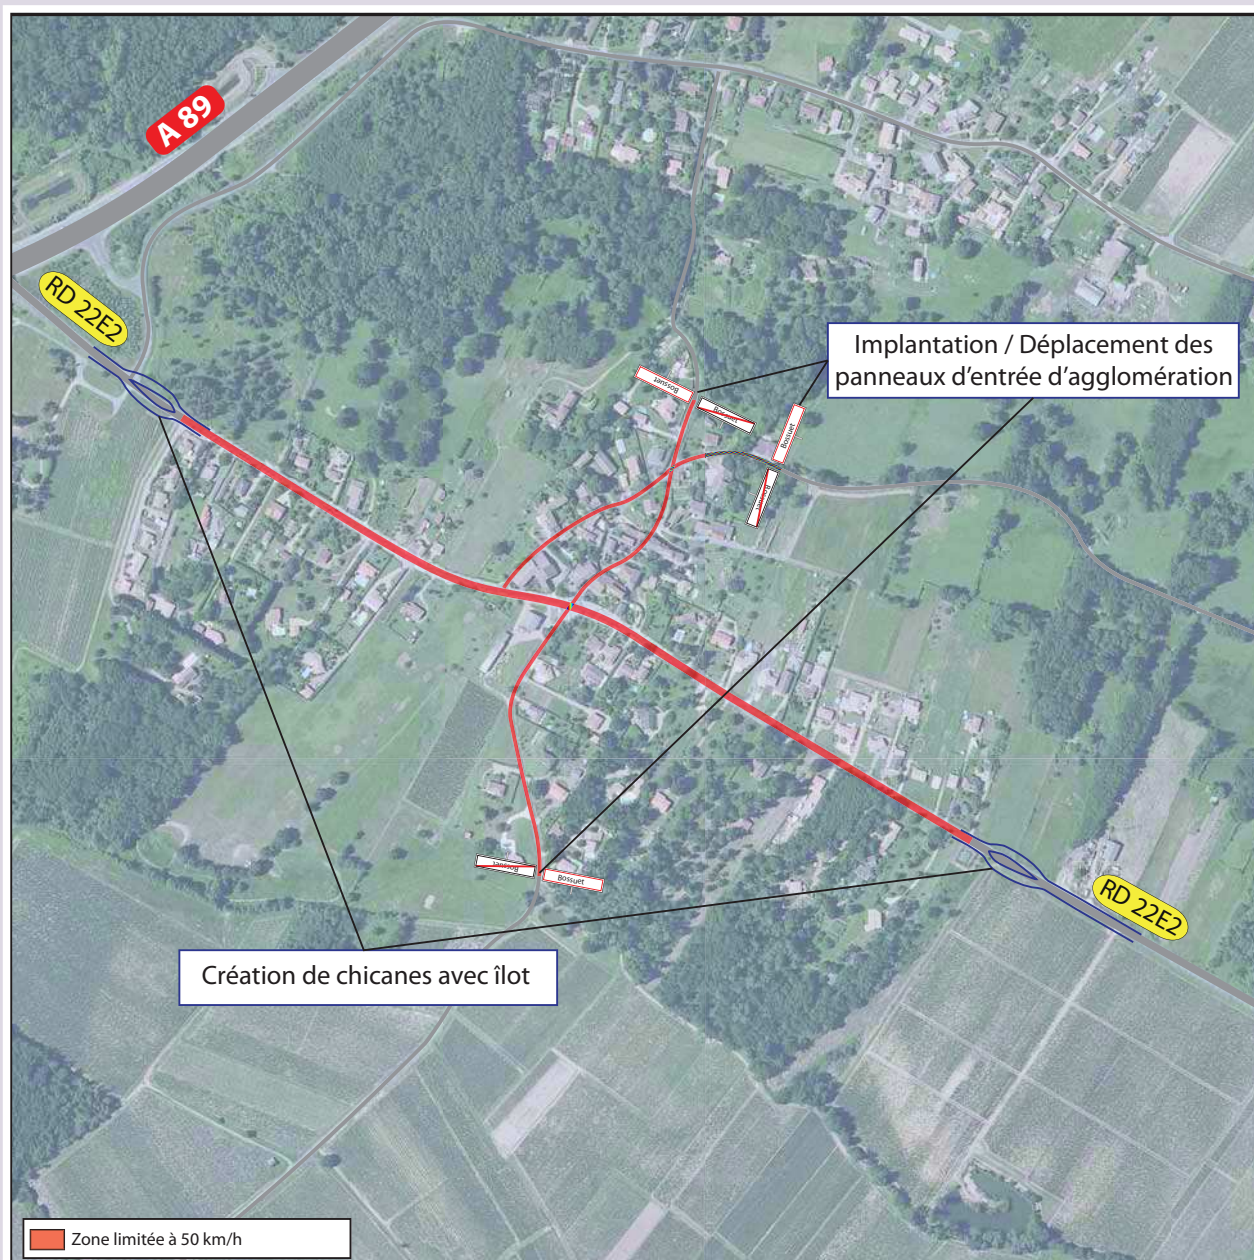 A 89
RD 22E2
Implantation / Déplacement des
panneaux d'entrée d'agglomération
Bossuet
Bossuet
Bossuet
Bossuet
Bossuet
Bossuet
RD 22E2
Création de chicanes avec îlot
Zone limitée à 50 km/h